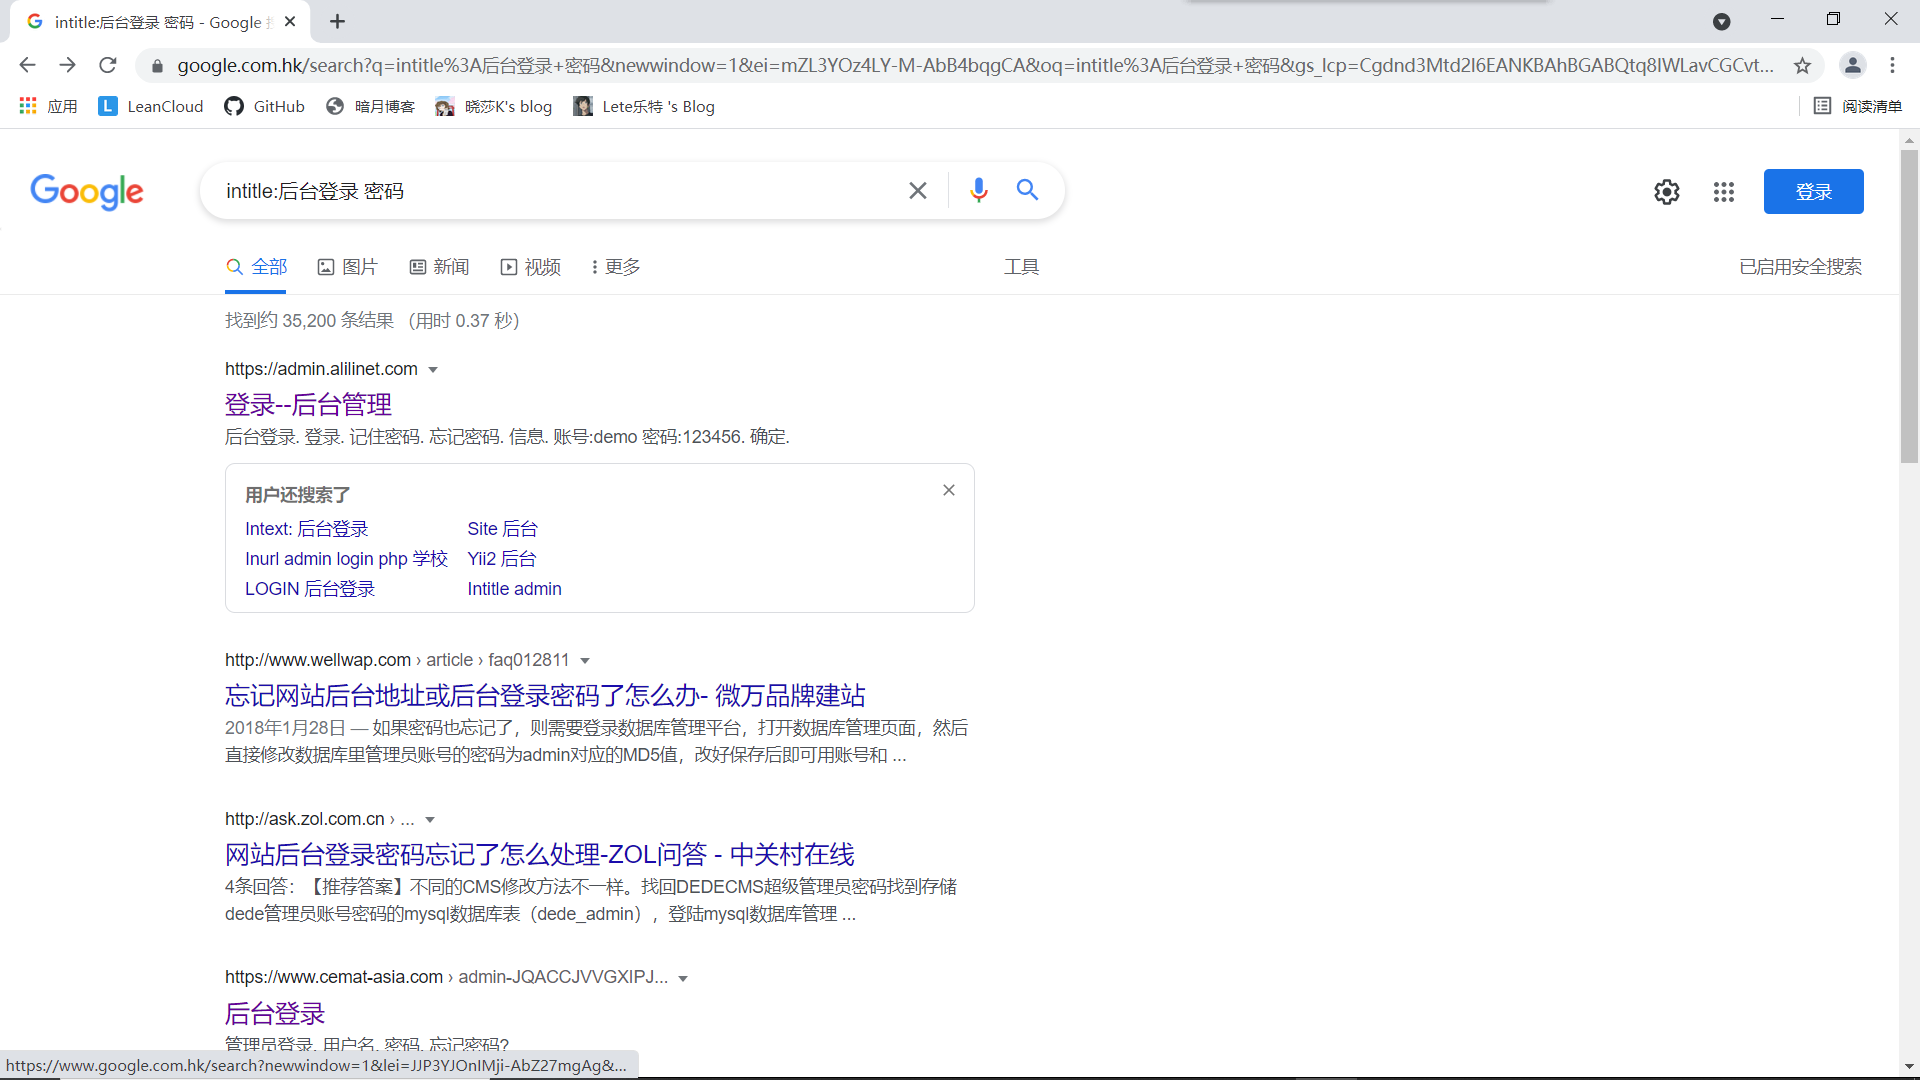 intitle:后台登录 密码 - Google
google.com.hk/search?q=intitle%3A后台登录+密码&newwindow=1&ei=mZL3YOz4LY-M-AbB4bqgCA&oq=intitle%3A后台登录+密码&gs_lcp=Cgdnd3Mtd2l6EANKBAhBGABQtq8IWLavCGCvt...
应用 LeanCloud GitHub 暗月博客 晓莎K's blog Lete乐特 's Blog 阅读清单
Google intitle:后台登录 密码 登录
全部 图片 新闻 视频 更多 工具 已启用安全搜索
找到约 35,200 条结果 （用时 0.37 秒）
https://admin.alilinet.com
登录--后台管理
后台登录. 登录. 记住密码. 忘记密码. 信息. 账号:demo 密码:123456. 确定.
用户还搜索了
Intext: 后台登录 Site 后台
Inurl admin login php 学校 Yii2 后台
LOGIN 后台登录 Intitle admin
http://www.wellwap.com › article › faq012811
忘记网站后台地址或后台登录密码了怎么办- 微万品牌建站
2018年1月28日 — 如果密码也忘记了，则需要登录数据库管理平台，打开数据库管理页面，然后
直接修改数据库里管理员账号的密码为admin对应的MD5值，改好保存后即可用账号和 ...
http://ask.zol.com.cn › ...
网站后台登录密码忘记了怎么处理-ZOL问答 - 中关村在线
4条回答：【推荐答案】不同的CMS修改方法不一样。找回DEDECMS超级管理员密码找到存储
dede管理员账号密码的mysql数据库表（dede_admin），登陆mysql数据库管理 ...
https://www.cemat-asia.com › admin-JQACCJVVGXIPJ...
后台登录
管理员登录. 用户名. 密码. 忘记密码?
https://www.google.com.hk/search?newwindow=1&lei=JJP3YJOnIMji-AbZ27mgAg&...